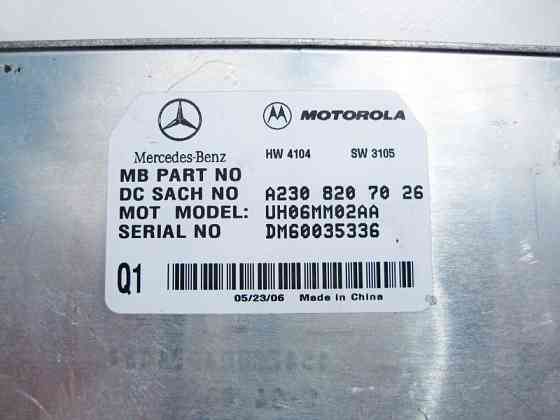 MOTOROLA
Mercedes-Benz HW 4104 SW 3105
MB PART NO
DC SACH NO A230 820 70 26
MOT MODEL: UH06MM02AA
SERIAL NO DM60035336
Q1
05/23/06 Made in China